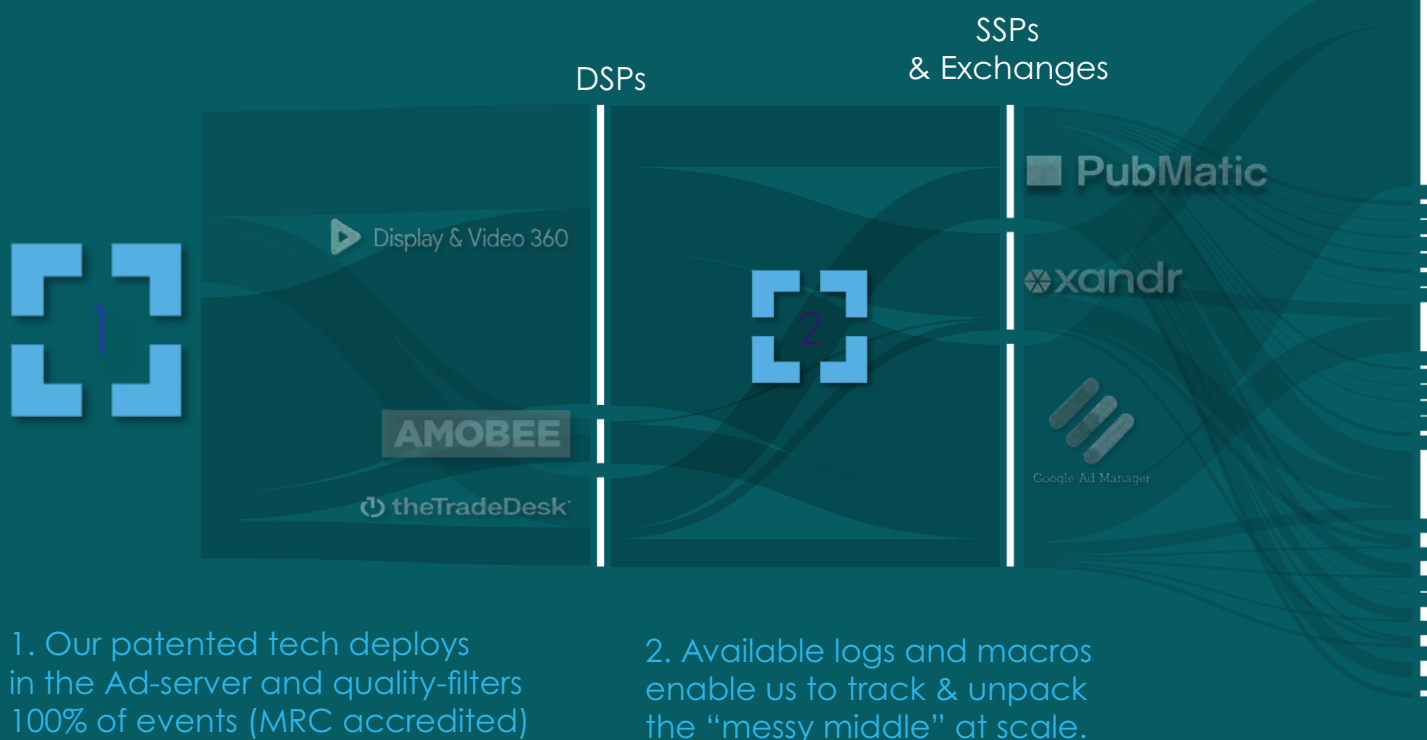 SSPs
& Exchanges
DSPs
PubMatic
xandr
Display & Video 360
1
2
AMOBEE
theTradeDesk
Google Ad Manager
1. Our patented tech deploys
in the Ad-server and quality-filters
100% of events (MRC accredited)
2. Available logs and macros
enable us to track & unpack
the “messy middle” at scale.